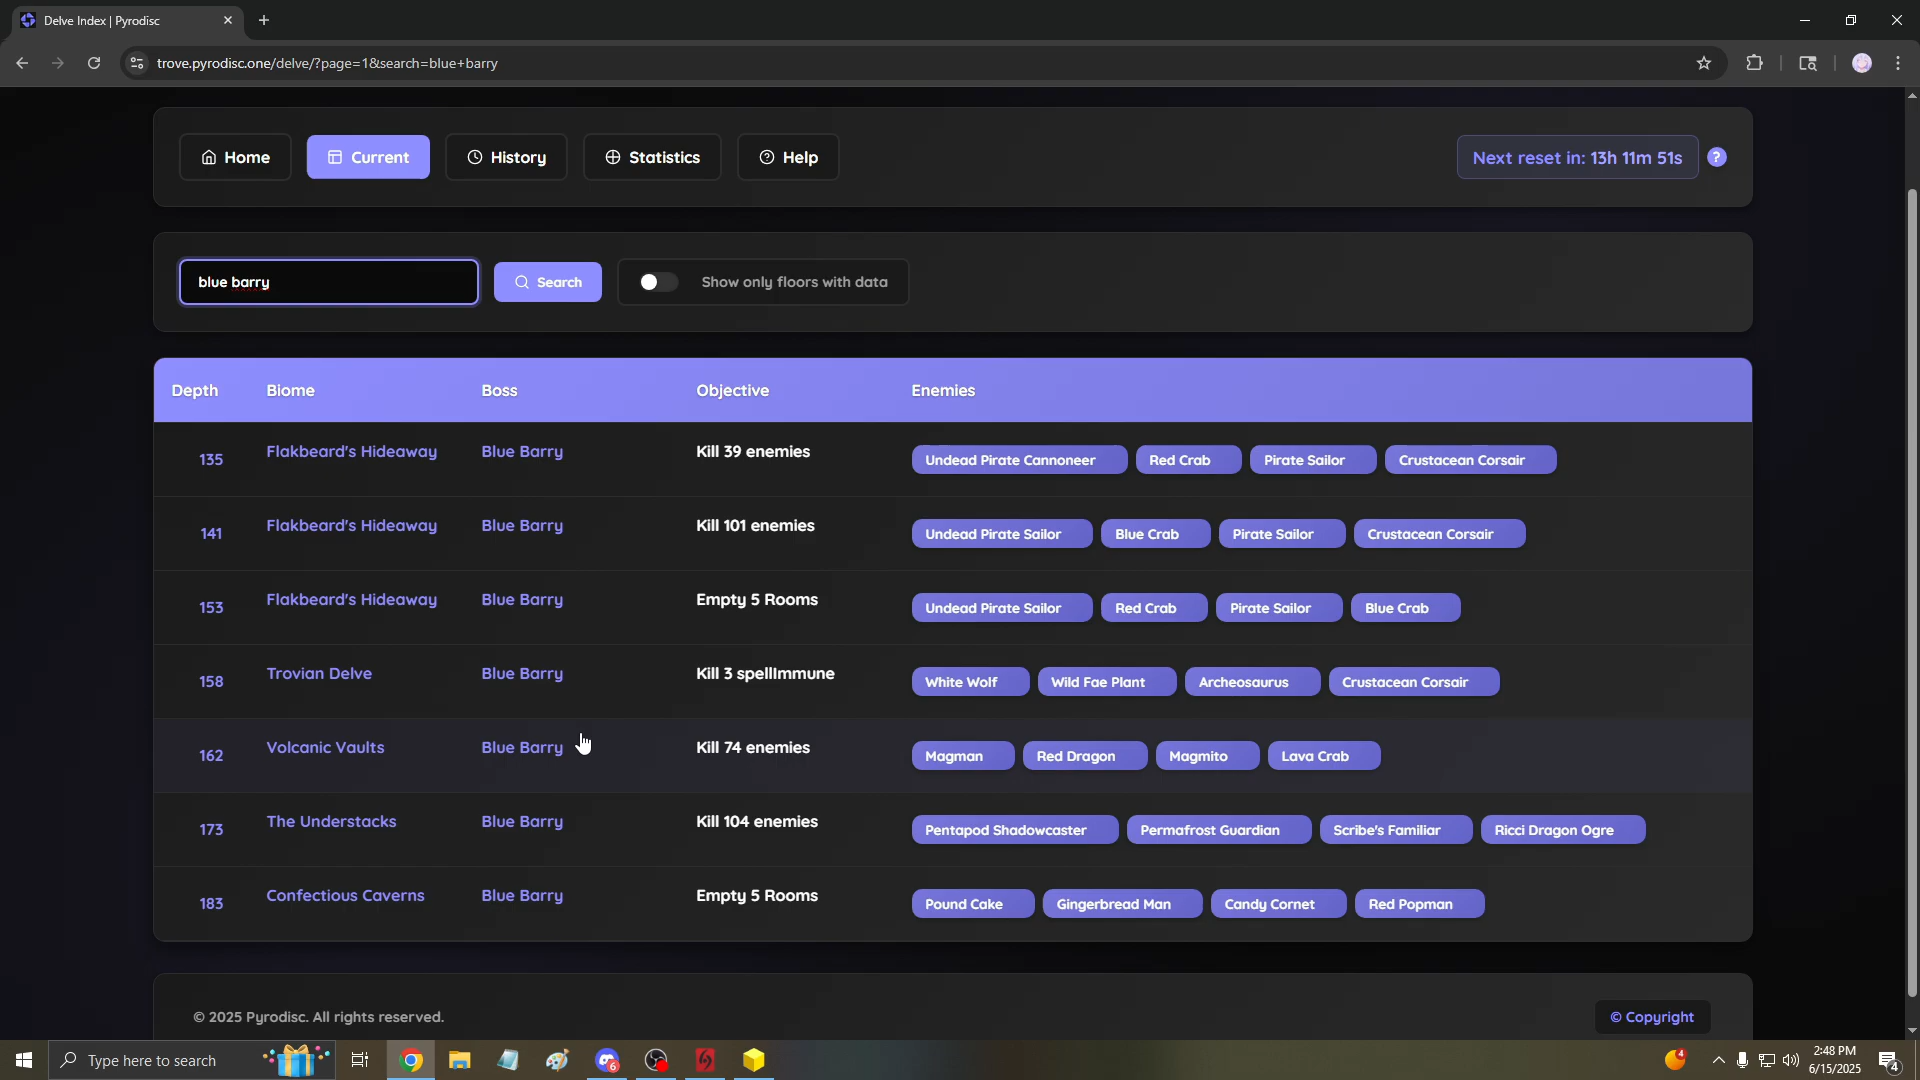 Delve Index | Pyrodisc
trove.pyrodisc.one/delve/?page=1&search=blue+barry
Home
Current
History
Statistics
Help
Next reset in: 13h 11m 51s
?
blue barry
Search
Show only floors with data
Depth Biome Boss Objective Enemies
135 Flakbeard's Hideaway Blue Barry Kill 39 enemies Undead Pirate Cannoneer Red Crab Pirate Sailor Crustacean Corsair
141 Flakbeard's Hideaway Blue Barry Kill 101 enemies Undead Pirate Sailor Blue Crab Pirate Sailor Crustacean Corsair
153 Flakbeard's Hideaway Blue Barry Empty 5 Rooms Undead Pirate Sailor Red Crab Pirate Sailor Blue Crab
158 Trovian Delve Blue Barry Kill 3 spellImmune White Wolf Wild Fae Plant Archeosaurus Crustacean Corsair
162 Volcanic Vaults Blue Barry Kill 74 enemies Magman Red Dragon Magmito Lava Crab
173 The Understacks Blue Barry Kill 104 enemies Pentapod Shadowcaster Permafrost Guardian Scribe's Familiar Ricci Dragon Ogre
183 Confectious Caverns Blue Barry Empty 5 Rooms Pound Cake Gingerbread Man Candy Cornet Red Popman
© 2025 Pyrodisc. All rights reserved.
© Copyright
Type here to search
6
4
2:48 PM
6/15/2025
4